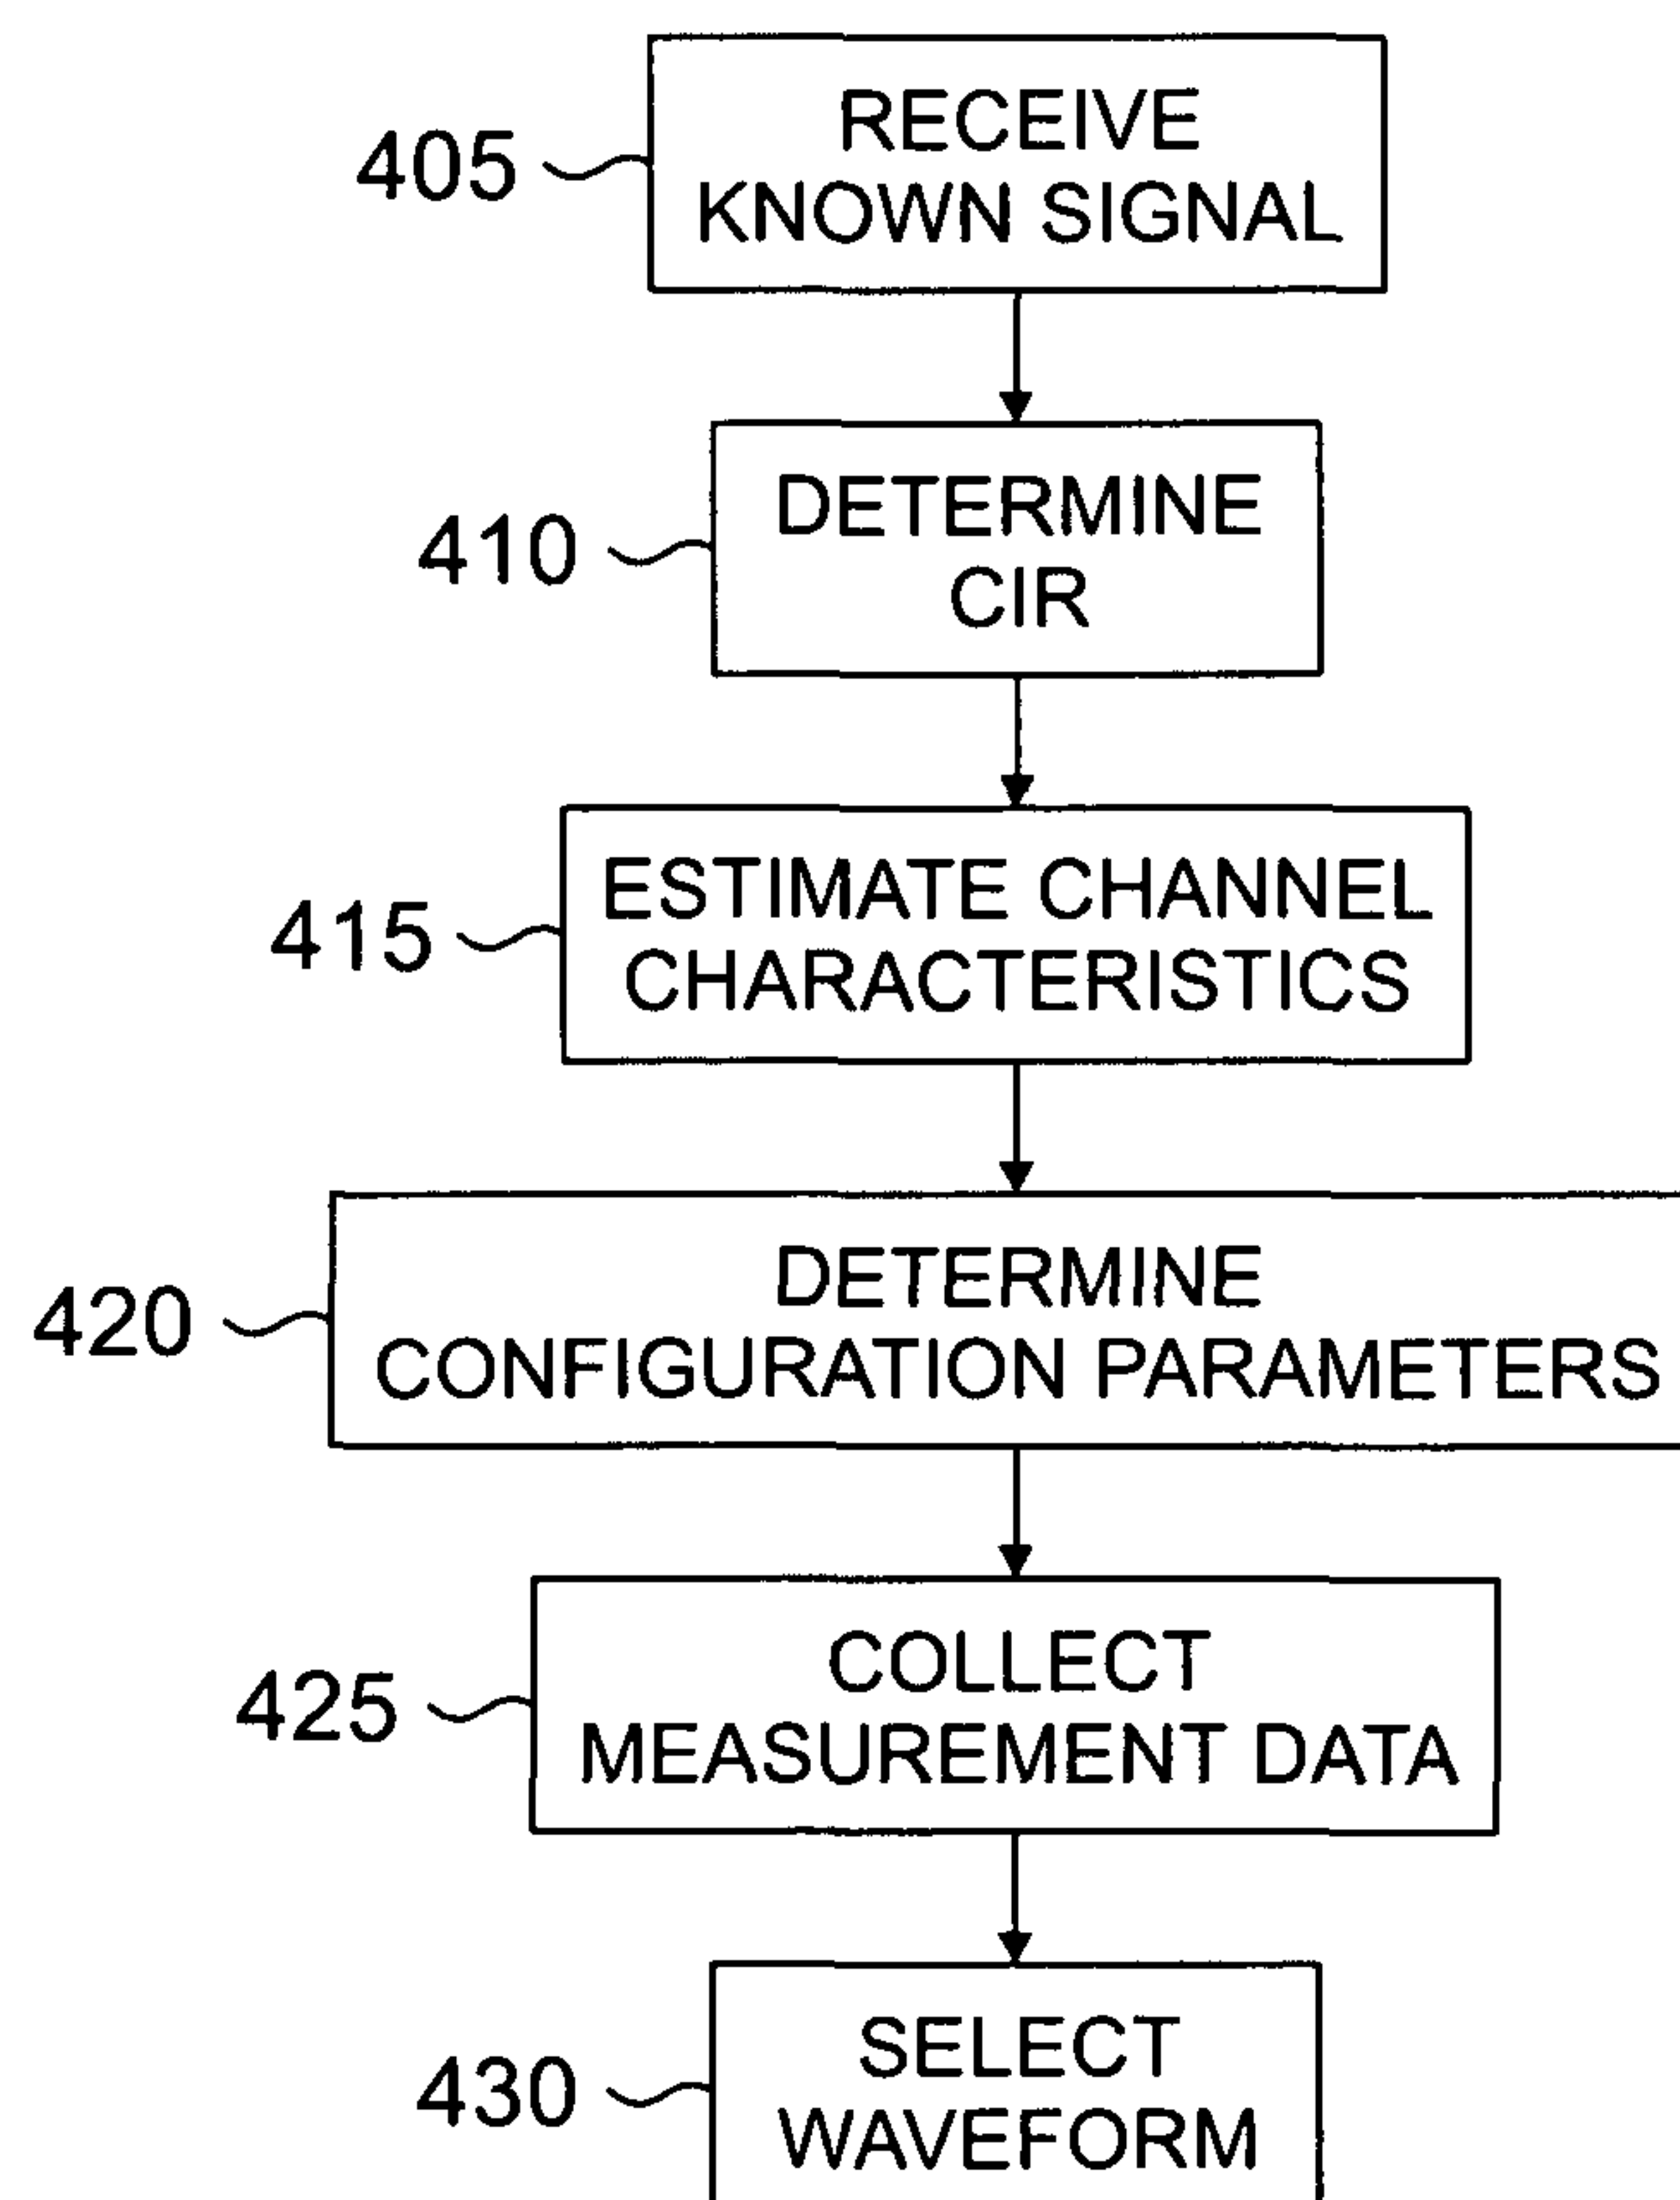 405
RECEIVE
KNOWN SIGNAL
410
DETERMINE
CIR
415
ESTIMATE CHANNEL
CHARACTERISTICS
420
DETERMINE
CONFIGURATION PARAMETERS
425
COLLECT
MEASUREMENT DATA
430
SELECT
WAVEFORM